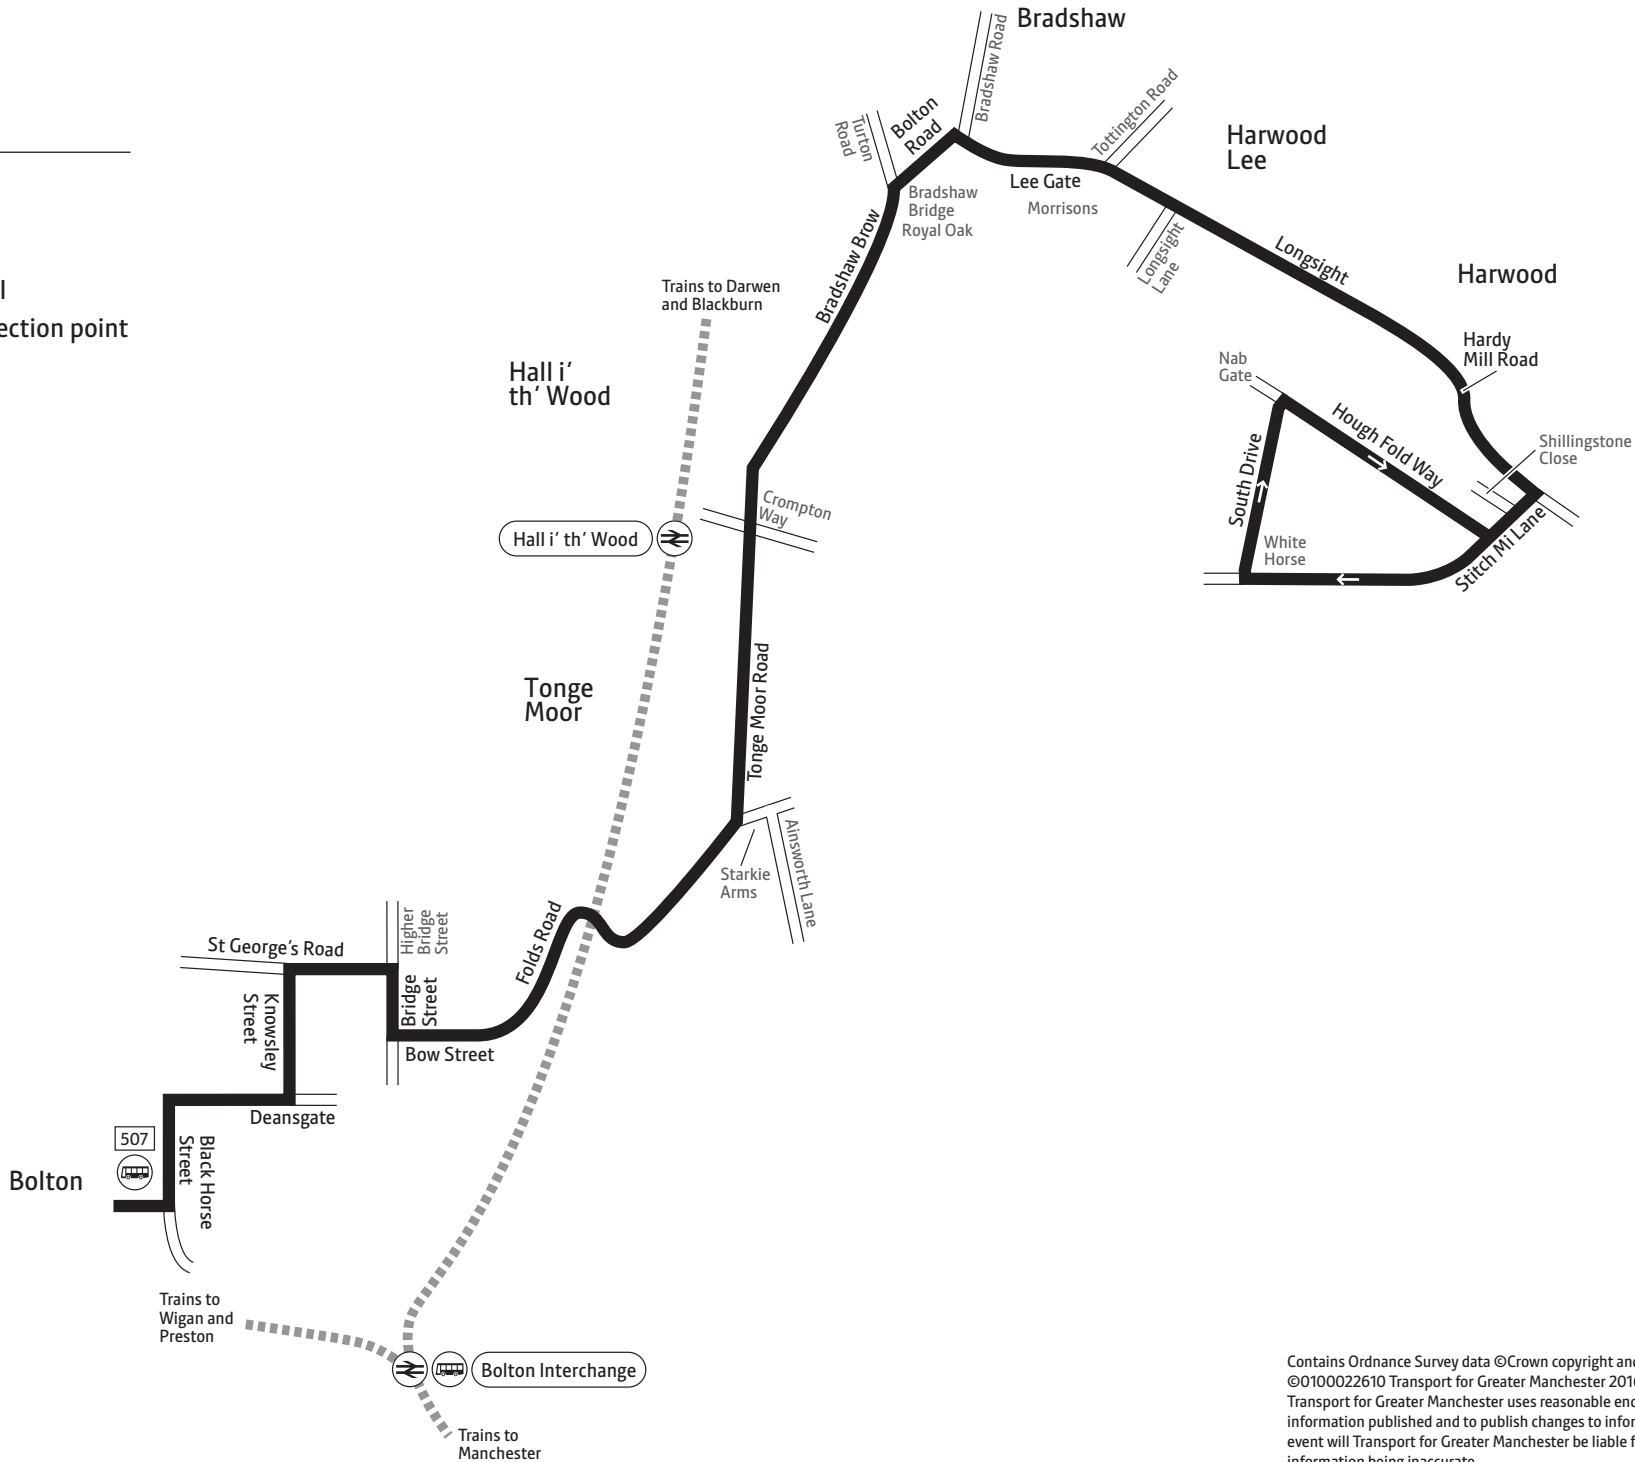 Bradshaw
Bradshaw Road
Tottington Road
Bolton
Road
Turton
Road
Harwood
Lee
Lee Gate
Bradshaw
Bridge
Royal Oak
Morrisons
Longsight
Lane
Longsight
Harwood
Bradshaw Brow
l
ection point
Trains to Darwen
and Blackburn
Hardy
Mill Road
Nab
Gate
Hall i’
th’ Wood
Hough Fold Way
South Drive
Shillingstone
Close
Crompton
Way
Hall i’ th’ Wood
White
Horse
Stitch Mi Lane
Tonge
Moor
Tonge Moor Road
Ainsworth Lane
Starkie
Arms
Folds Road
Higher
Bridge
Street
St George’s Road
Bridge
Street
Knowsley
Street
Bow Street
Deansgate
507
Black Horse
Street
Bolton
Trains to
Wigan and
Preston
Bolton Interchange
Trains to
Manchester
Contains Ordnance Survey data ©Crown copyright and
©0100022610 Transport for Greater Manchester 201
Transport for Greater Manchester uses reasonable en
information published and to publish changes to infor
event will Transport for Greater Manchester be liable f
information being inaccurate